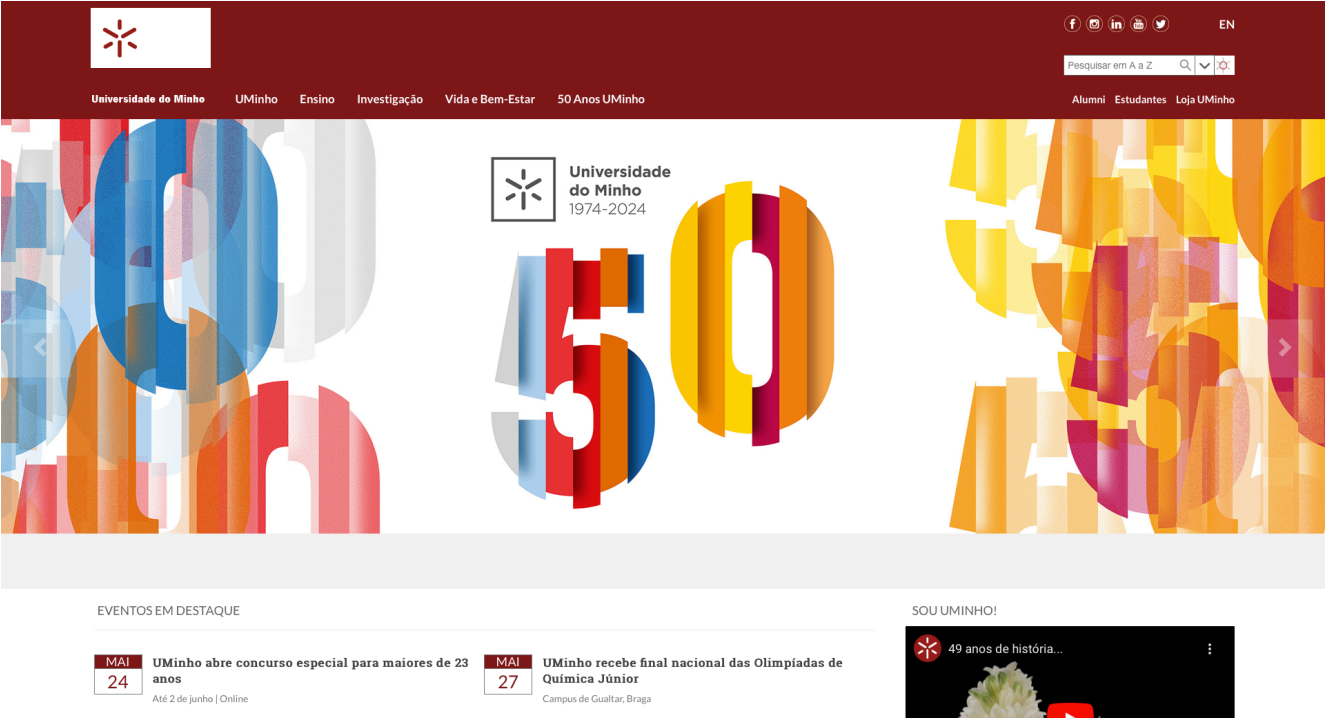 EN
Pesquisar em A a Z
Universidade do Minho UMinho Ensino Investigação Vida e Bem-Estar 50 Anos UMinho
Alumni Estudantes Loja UMinho
Universidade
do Minho
1974-2024
50
EVENTOS EM DESTAQUE
MAI
24
UMinho abre concurso especial para maiores de 23
anos
Até 2 de junho | Online
MAI
27
UMinho recebe final nacional das Olimpíadas de
Química Júnior
Campus de Gualtar, Braga
SOU UMINHO!
49 anos de história...